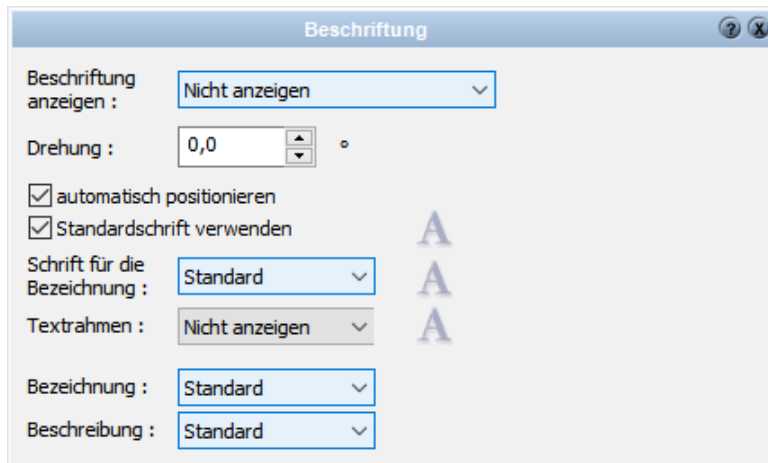 Beschriftung
Beschriftung
anzeigen :
Nicht anzeigen
Drehung :
0,0
°
automatisch positionieren
Standardschrift verwenden
A
Schrift für die
Bezeichnung :
Standard
A
Textrahmen :
Nicht anzeigen
A
Bezeichnung :
Standard
Beschreibung :
Standard